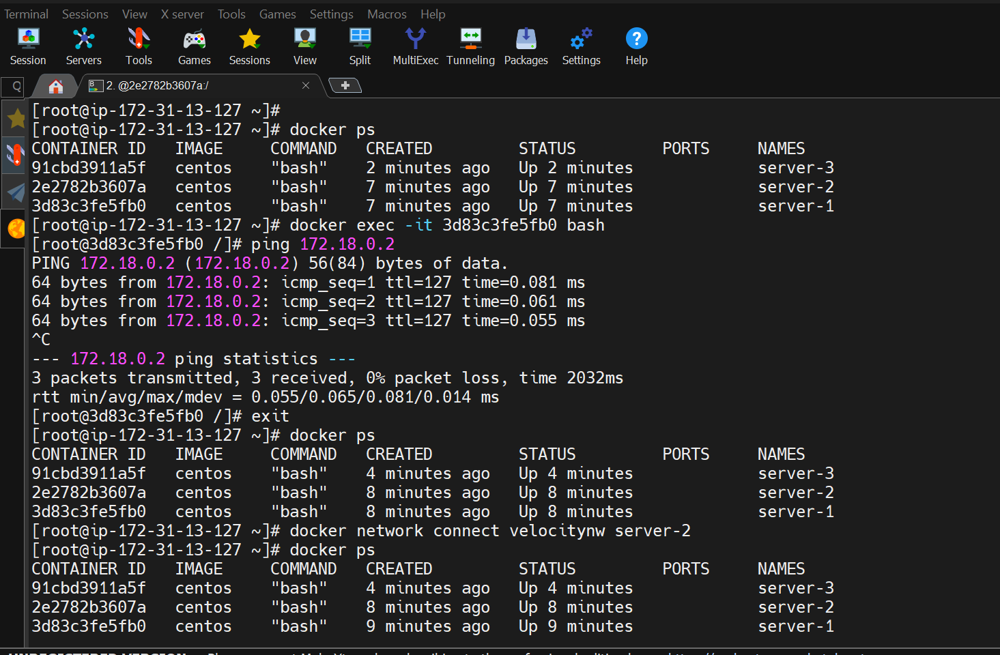 Terminal Sessions View X server Tools Games Settings Macros Help
Session Servers Tools Games Sessions View Split MultiExec Tunneling Packages Settings Help
2. @2e2782b3607a:/
[root@ip-172-31-13-127 ~]#
[root@ip-172-31-13-127 ~]# docker ps
CONTAINER ID IMAGE COMMAND CREATED STATUS PORTS NAMES
91cbd3911a5f centos "bash" 2 minutes ago Up 2 minutes server-3
2e2782b3607a centos "bash" 7 minutes ago Up 7 minutes server-2
3d83c3fe5fb0 centos "bash" 7 minutes ago Up 7 minutes server-1
[root@ip-172-31-13-127 ~]# docker exec -it 3d83c3fe5fb0 bash
[root@3d83c3fe5fb0 /]# ping 172.18.0.2
PING 172.18.0.2 (172.18.0.2) 56(84) bytes of data.
64 bytes from 172.18.0.2: icmp_seq=1 ttl=127 time=0.081 ms
64 bytes from 172.18.0.2: icmp_seq=2 ttl=127 time=0.061 ms
64 bytes from 172.18.0.2: icmp_seq=3 ttl=127 time=0.055 ms
^C
--- 172.18.0.2 ping statistics ---
3 packets transmitted, 3 received, 0% packet loss, time 2032ms
rtt min/avg/max/mdev = 0.055/0.065/0.081/0.014 ms
[root@3d83c3fe5fb0 /]# exit
[root@ip-172-31-13-127 ~]# docker ps
CONTAINER ID IMAGE COMMAND CREATED STATUS PORTS NAMES
91cbd3911a5f centos "bash" 4 minutes ago Up 4 minutes server-3
2e2782b3607a centos "bash" 8 minutes ago Up 8 minutes server-2
3d83c3fe5fb0 centos "bash" 8 minutes ago Up 8 minutes server-1
[root@ip-172-31-13-127 ~]# docker network connect velocitynw server-2
[root@ip-172-31-13-127 ~]# docker ps
CONTAINER ID IMAGE COMMAND CREATED STATUS PORTS NAMES
91cbd3911a5f centos "bash" 4 minutes ago Up 4 minutes server-3
2e2782b3607a centos "bash" 8 minutes ago Up 8 minutes server-2
3d83c3fe5fb0 centos "bash" 9 minutes ago Up 9 minutes server-1
UNREGISTERED VERSION